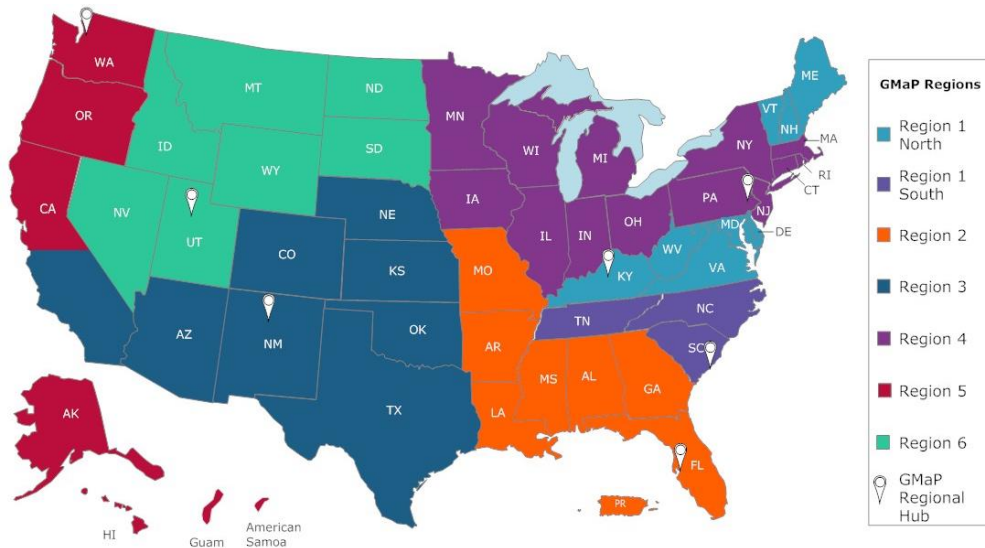 WA
MT
ND
MN
ME
VT
NH
MA
OR
ID
SD
WI
MI
NY
RI
CT
WY
IA
PA
NJ
NV
NE
IL
IN
OH
MD
DE
CA
UT
CO
WV
VA
KS
MO
KY
NC
TN
AZ
NM
OK
AR
SC
MS
AL
GA
TX
LA
FL
AK
PR
HI
Guam
American
Samoa
GMaP Regions
Region 1
North
Region 1
South
Region 2
Region 3
Region 4
Region 5
Region 6
GMaP
Regional
Hub